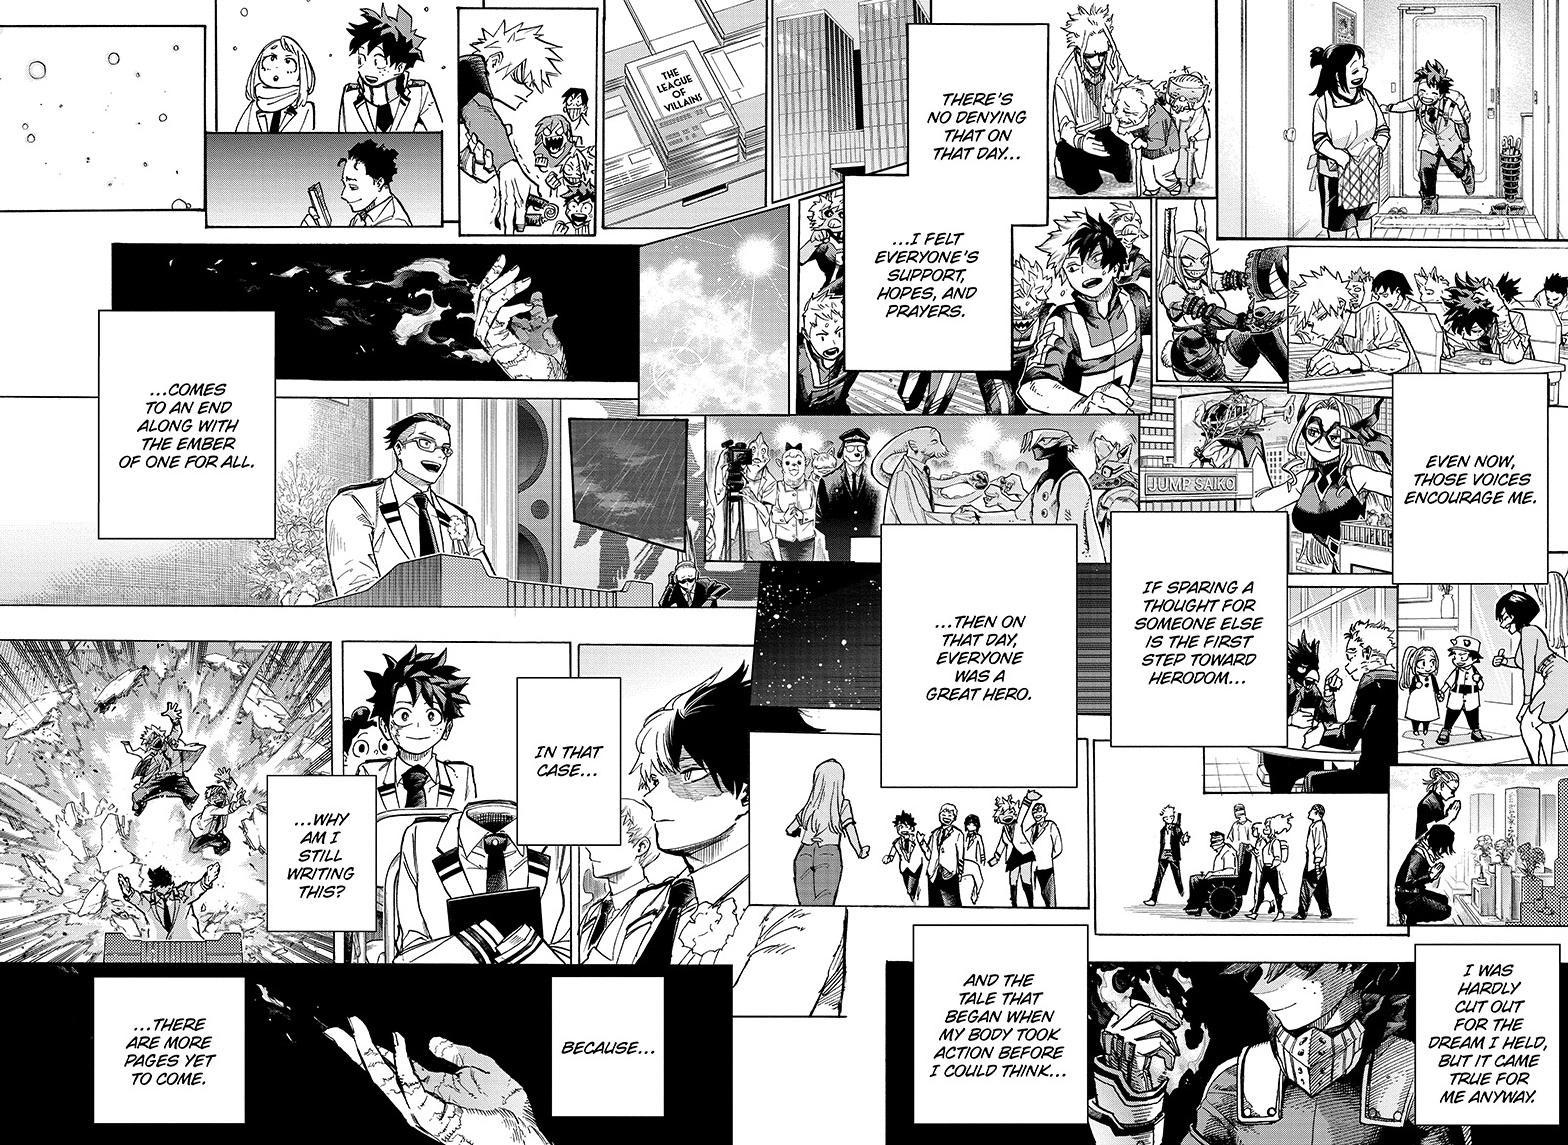 THERE'S
NO DENYING
THAT ON
THAT DAY...
...I FELT
EVERYONE'S
SUPPORT,
HOPES, AND
PRAYERS.
EVEN NOW,
THOSE VOICES
ENCOURAGE ME.
JUMP SAIKO
IF SPARING A
THOUGHT FOR
SOMEONE ELSE
IS THE FIRST
STEP TOWARD
HERODOM...
...THEN ON
THAT DAY,
EVERYONE
WAS A
GREAT HERO.
I WAS
HARDLY
CUT OUT
FOR THE
DREAM I HELD,
BUT IT CAME
TRUE FOR
ME ANYWAY.
AND THE
TALE THAT
BEGAN WHEN
MY BODY TOOK
ACTION BEFORE
I COULD THINK...
THE
LEAGUE
OF
VILLAINS
...COMES
TO AN END
ALONG WITH
THE EMBER
OF ONE FOR ALL.
IN THAT
CASE...
...WHY
AM I
STILL
WRITING
THIS?
BECAUSE...
...THERE
ARE MORE
PAGES YET
TO COME.